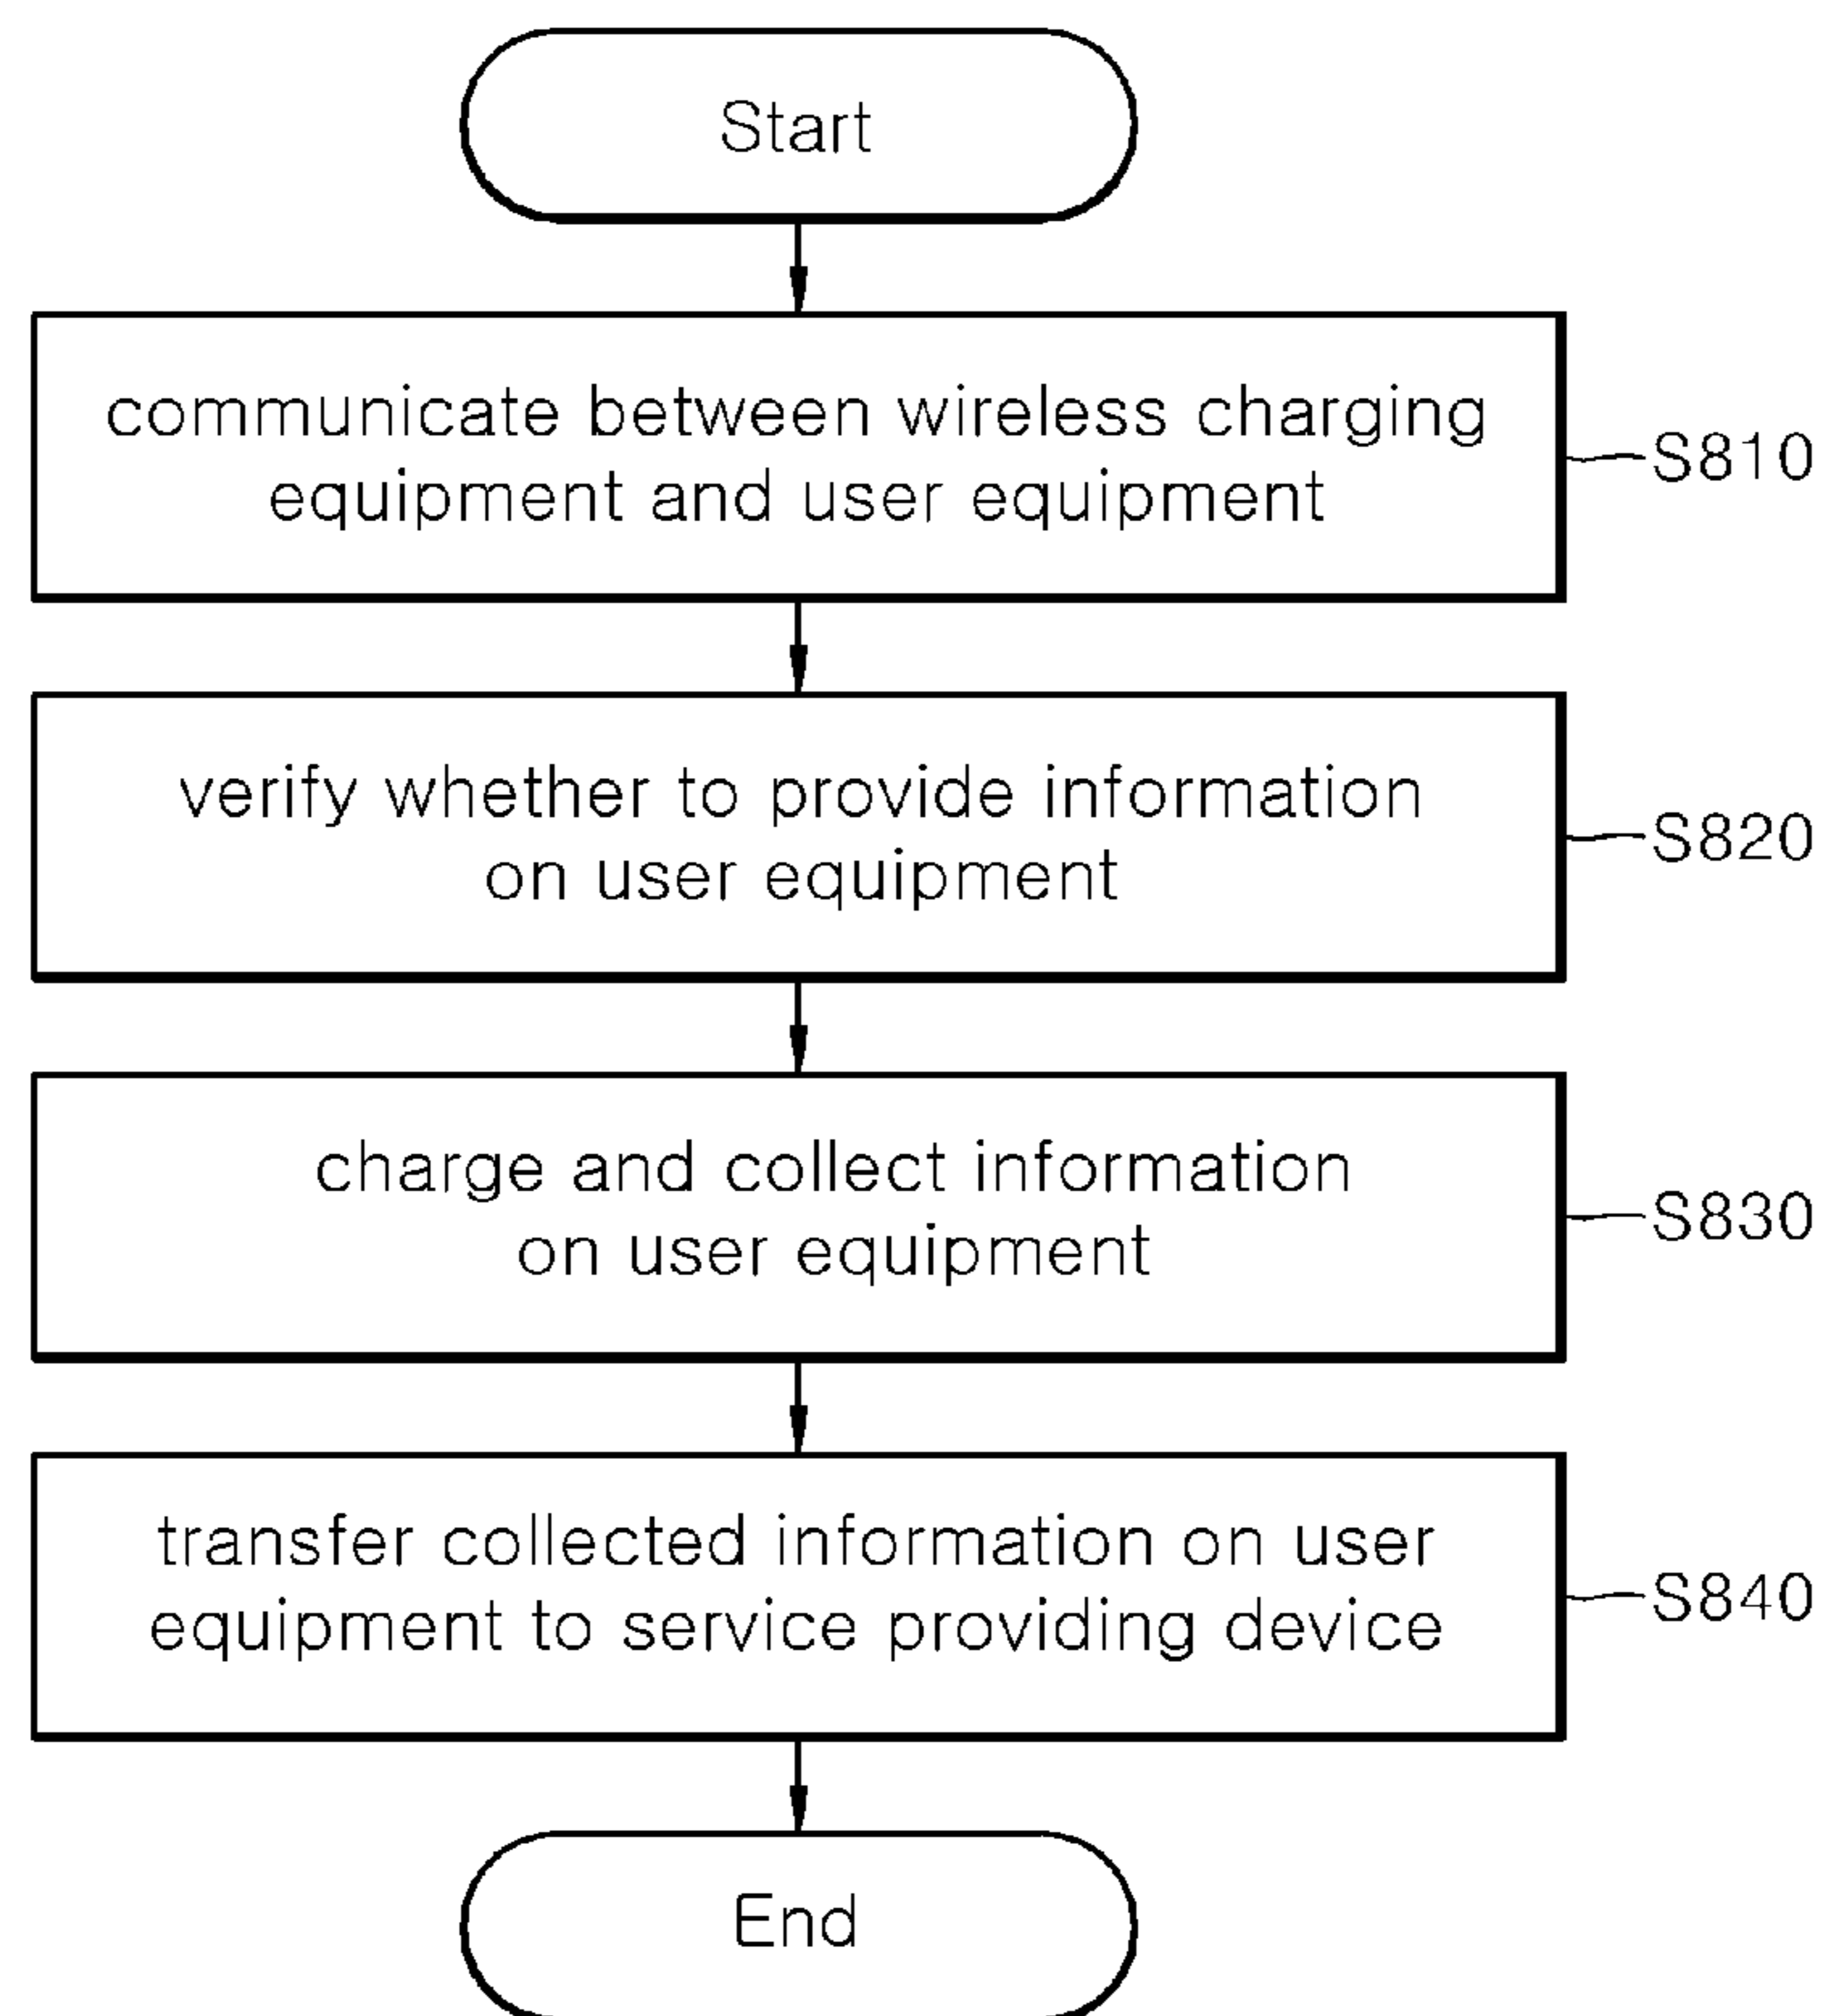 Start
communicate between wireless charging
equipment and user equipment
S810
verify whether to provide information
on user equipment
S820
charge and collect information
on user equipment
S830
transfer collected information on user
equipment to service providing device
S840
End